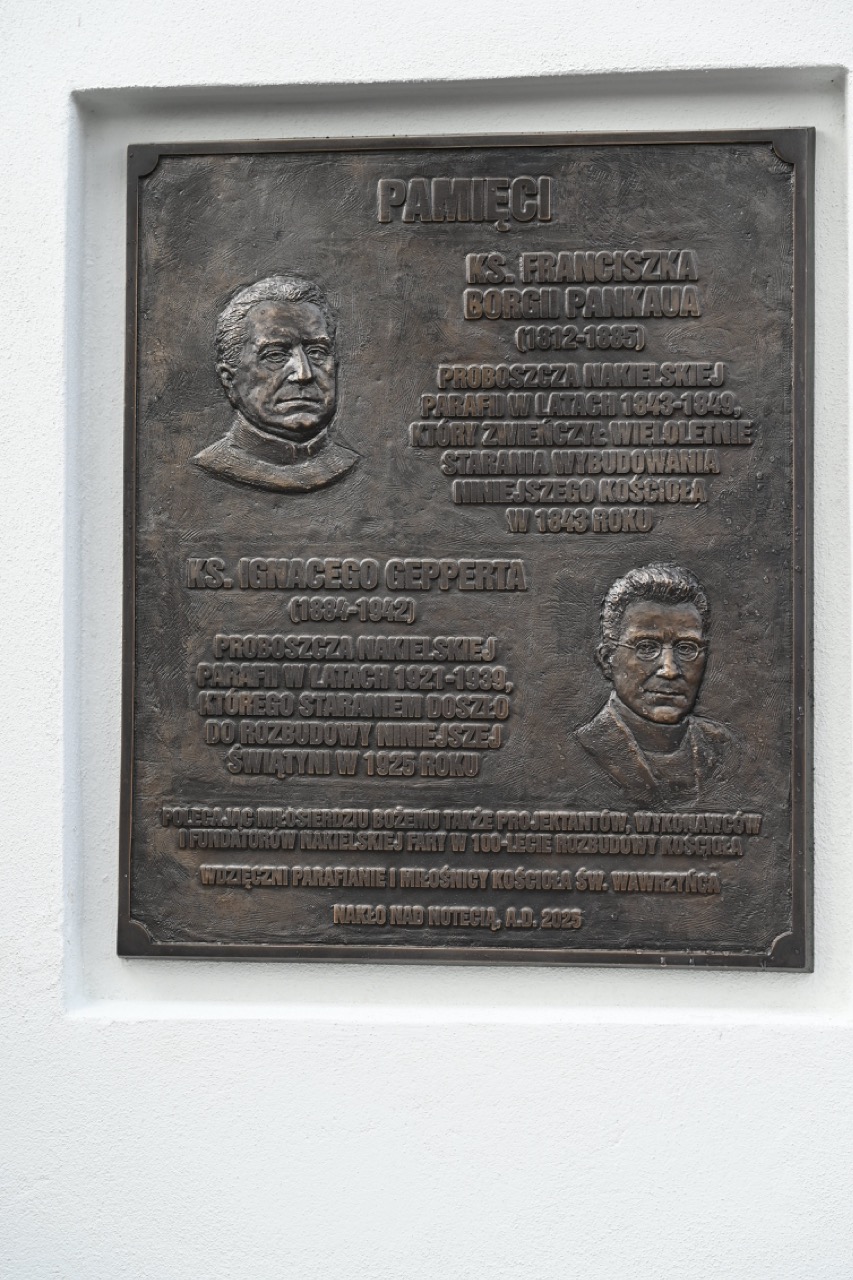 PAMIĘCI
KS. FRANCISZKA
BORGII PANKAUA
(1812-1885)
PROBOSZCZA NAKIELSKIEJ
PARAFII W LATACH 1843-1849,
KTÓRY ZWIEŃCZYŁ WIELOLETNIE
STARANIA WYBUDOWANIA
NINIEJSZEGO KOŚCIOŁA
W 1843 ROKU
KS. IGNACEGO GEPPERTA
(1884-1942)
PROBOSZCZA NAKIELSKIEJ
PARAFII W LATACH 1921-1939,
KTÓREGO STARANIEM DOSZŁO
DO ROZBUDOWY NINIEJSZEJ
ŚWIĄTYNI W 1925 ROKU
POLECAJĄC MIŁOSIERDZIU BOŻEMU TAKŻE PROJEKTANTÓW, WYKONAWCÓW
I FUNDATORÓW NAKIELSKIEJ FARY W 100-LECIE ROZBUDOWY KOŚCIOŁA
WDZIĘCZNI PARAFIANIE I MIŁOŚNICY KOŚCIOŁA ŚW. WAWRZYŃCA
NAKŁO NAD NOTECIĄ, A.D. 2025